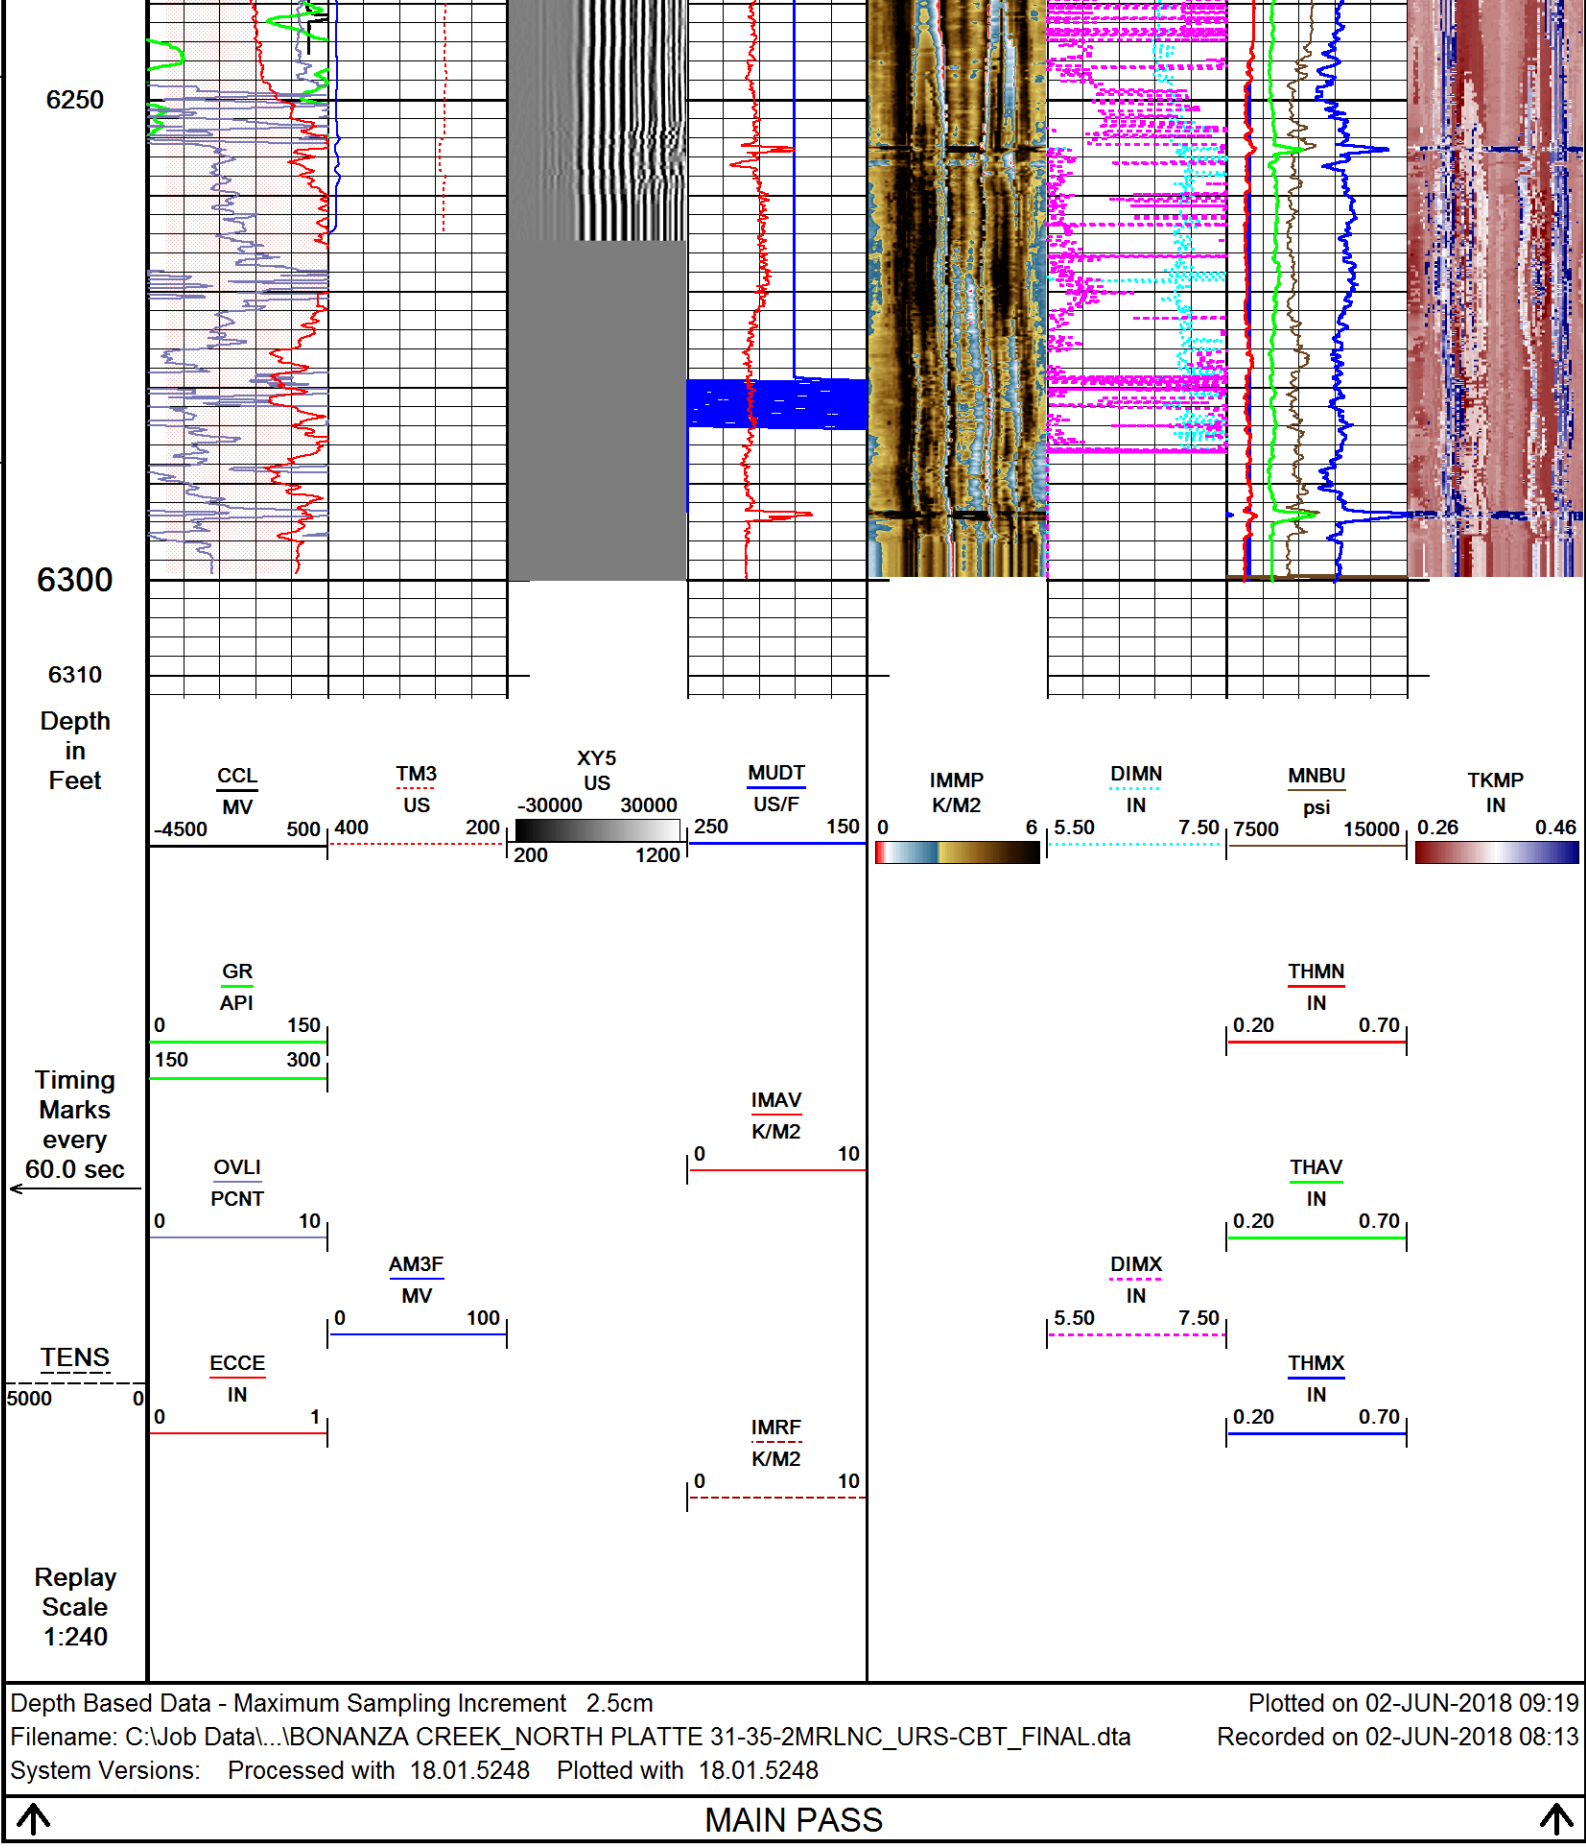 6250
6300
6310
Depth
in
Feet
CCL
MV
-4500 500
TM3
US
400 200
XY5
US
-30000 30000
200 1200
MUDT
US/F
250 150
IMMP
K/M2
0 6
DIMN
IN
5.50 7.50
MNBU
psi
7500 15000
TKMP
IN
0.26 0.46
GR
API
0 150
150 300
THMN
IN
0.20 0.70
Timing
Marks
every
60.0 sec
IMAV
K/M2
0 10
OVLI
PCNT
0 10
THAV
IN
0.20 0.70
AM3F
MV
0 100
DIMX
IN
5.50 7.50
TENS
5000 0
ECCE
IN
0 1
THMX
IN
0.20 0.70
IMRF
K/M2
0 10
Replay
Scale
1:240
Depth Based Data - Maximum Sampling Increment 2.5cm Plotted on 02-JUN-2018 09:19
Filename: C:\Job Data\...\BONANZA CREEK_NORTH PLATTE 31-35-2MRLNC_URS-CBT_FINAL.dta Recorded on 02-JUN-2018 08:13
System Versions: Processed with 18.01.5248 Plotted with 18.01.5248
MAIN PASS